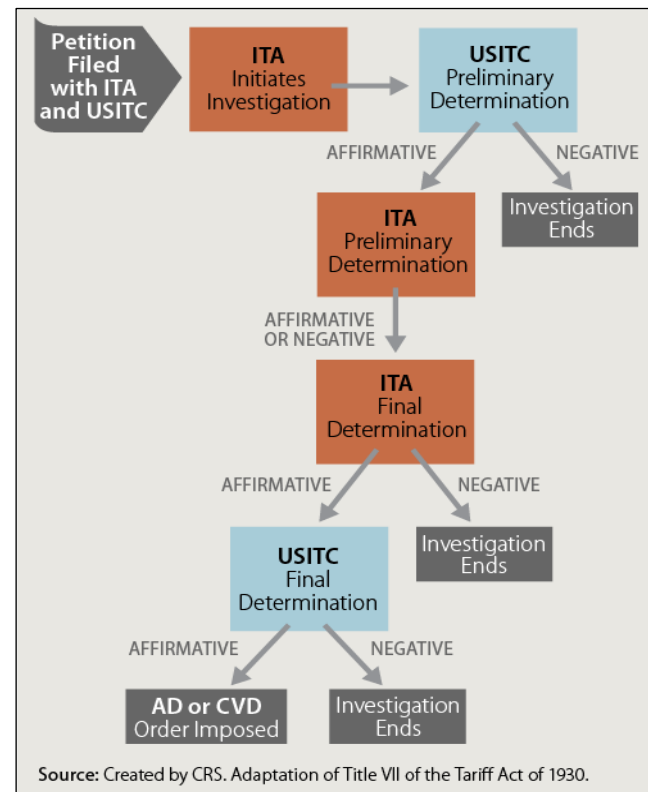 Petition
Filed
with ITA
and USITC
ITA
Initiates
Investigation
USITC
Preliminary
Determination
AFFIRMATIVE
NEGATIVE
ITA
Preliminary
Determination
Investigation
Ends
AFFIRMATIVE
OR NEGATIVE
ITA
Final
Determination
AFFIRMATIVE
NEGATIVE
USITC
Final
Determination
Investigation
Ends
AFFIRMATIVE
NEGATIVE
AD or CVD
Order Imposed
Investigation
Ends
Source: Created by CRS. Adaptation of Title VII of the Tariff Act of 1930.